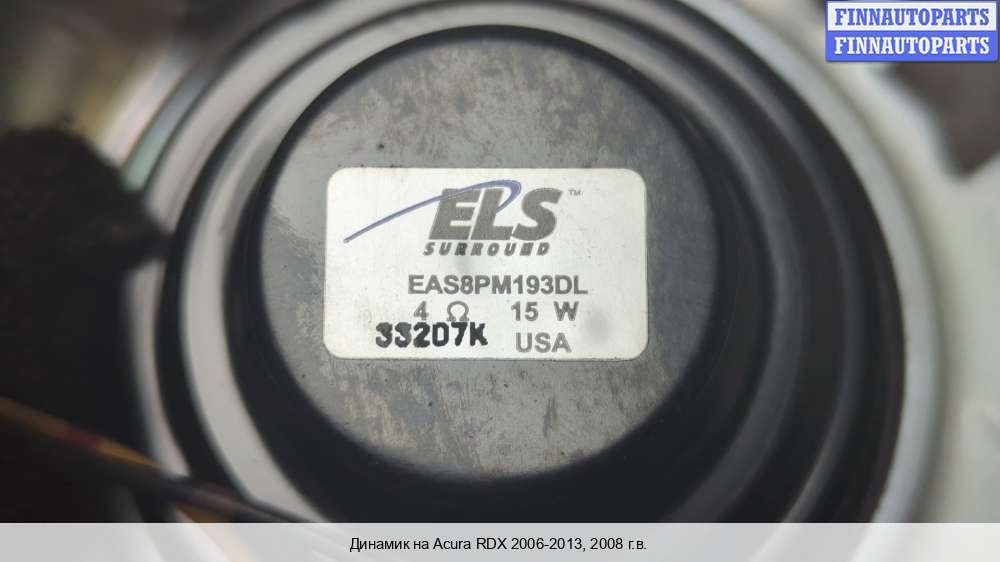 FINNAUTOPARTS
FINNAUTOPARTS
ELS™
SURROUND
EAS8PM193DL
4 Ω 15 W
33207K USA
Динамик на Acura RDX 2006-2013, 2008 г.в.